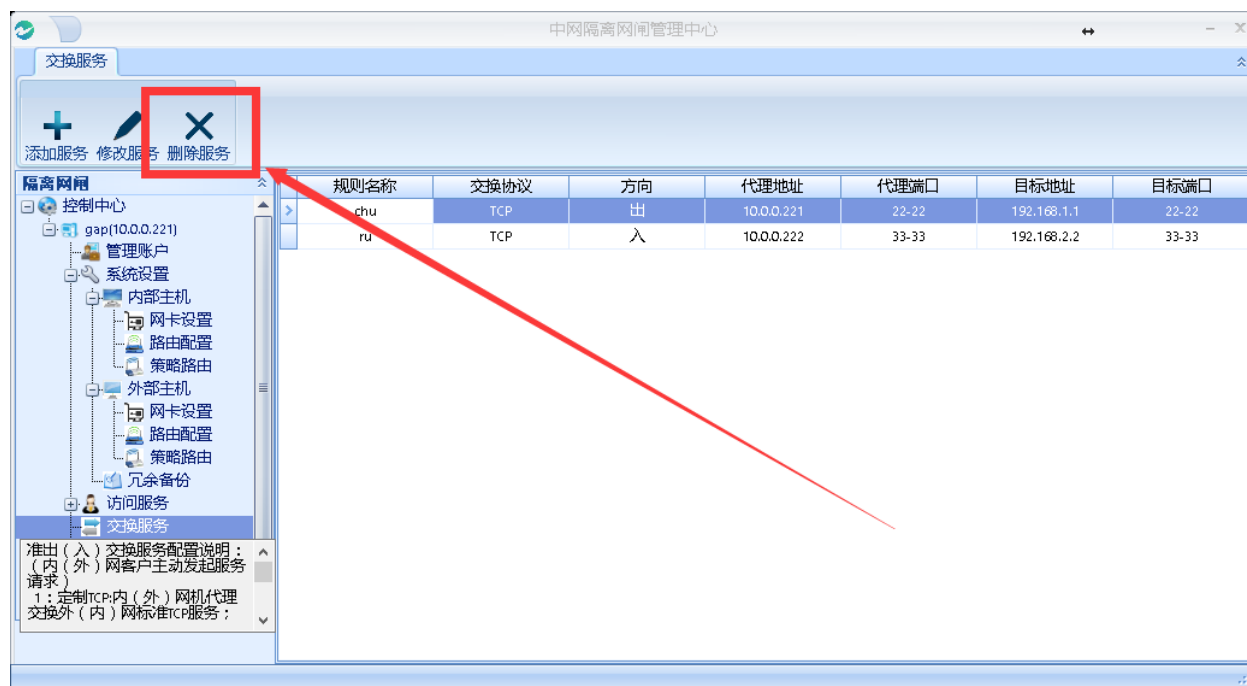 中网隔离网闸管理中心
交换服务
添加服务 修改服务 删除服务
隔离网闸
控制中心
gap(10.0.0.221)
管理账户
系统设置
内部主机
网卡设置
路由配置
策略路由
外部主机
网卡设置
路由配置
策略路由
冗余备份
访问服务
交换服务
准出（入）交换服务配置说明：
（内（外）网客户主动发起服务
请求）
1：定制TCP:内（外）网机代理
交换外（内）网标准TCP服务；
规则名称 交换协议 方向 代理地址 代理端口 目标地址 目标端口
chu TCP 出 10.0.0.221 22-22 192.168.1.1 22-22
ru TCP 入 10.0.0.222 33-33 192.168.2.2 33-33